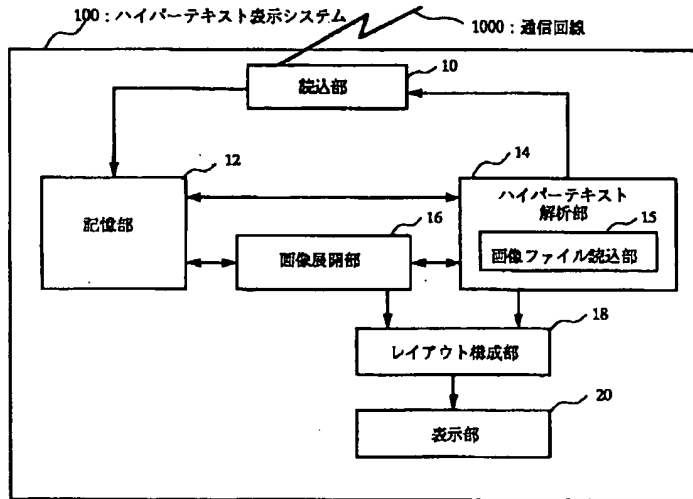 100：ハイパーテキスト表示システム
1000：通信回線
10
読込部
12
14
記憶部
ハイパーテキスト
解析部
16
15
画像展開部
画像ファイル読込部
18
レイアウト構成部
20
表示部